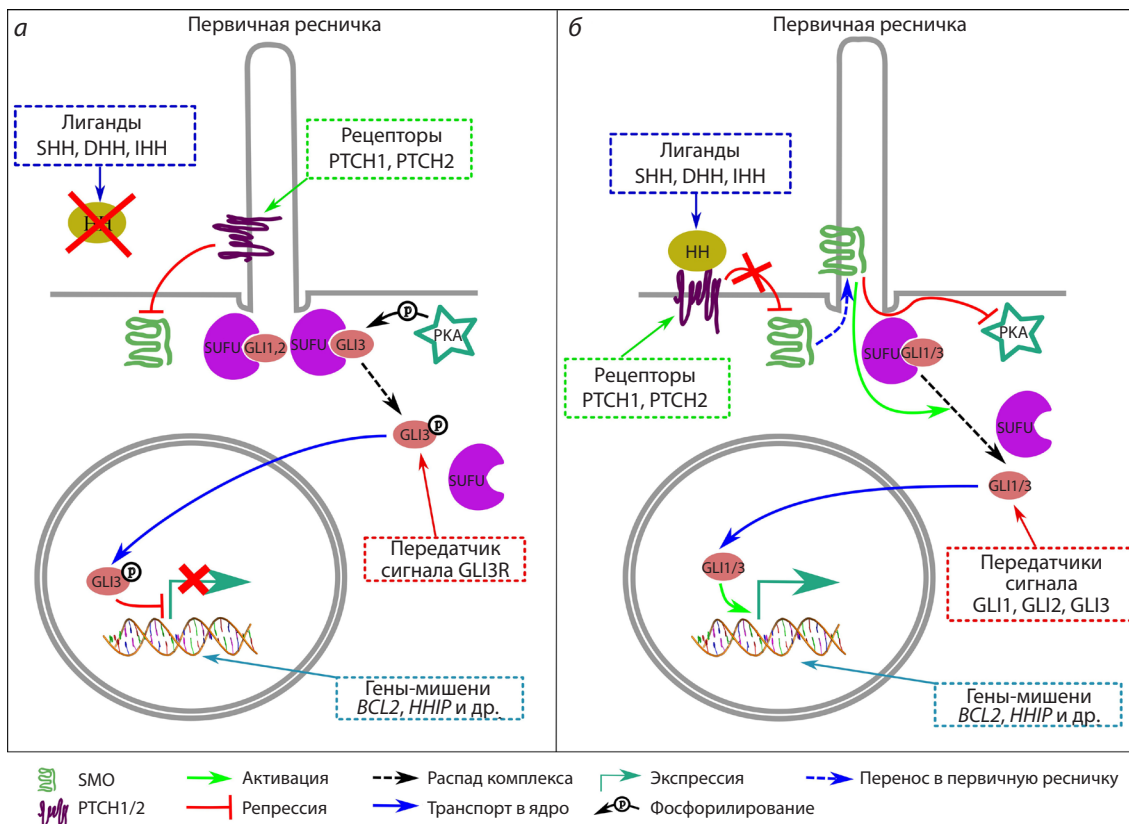 а
Первичная ресничка
Лиганды
SHH, DHH, IHH
Рецепторы
PTCH1, PTCH2
HH
SUFU
GLI1,2
SUFU
GLI3
P
PKA
GLI3
P
SUFU
Передатчик
сигнала GLI3R
GLI3
P
Гены-мишени
BCL2, HHIP и др.
б
Первичная ресничка
Лиганды
SHH, DHH, IHH
HH
Рецепторы
PTCH1, PTCH2
PKA
SUFU
GLI1/3
SUFU
GLI1/3
Передатчики
сигнала
GLI1, GLI2, GLI3
GLI1/3
Гены-мишени
BCL2, HHIP и др.
SMO
Активация
Распад комплекса
Экспрессия
Перенос в первичную ресничку
PTCH1/2
Репрессия
Транспорт в ядро
P
Фосфорилирование